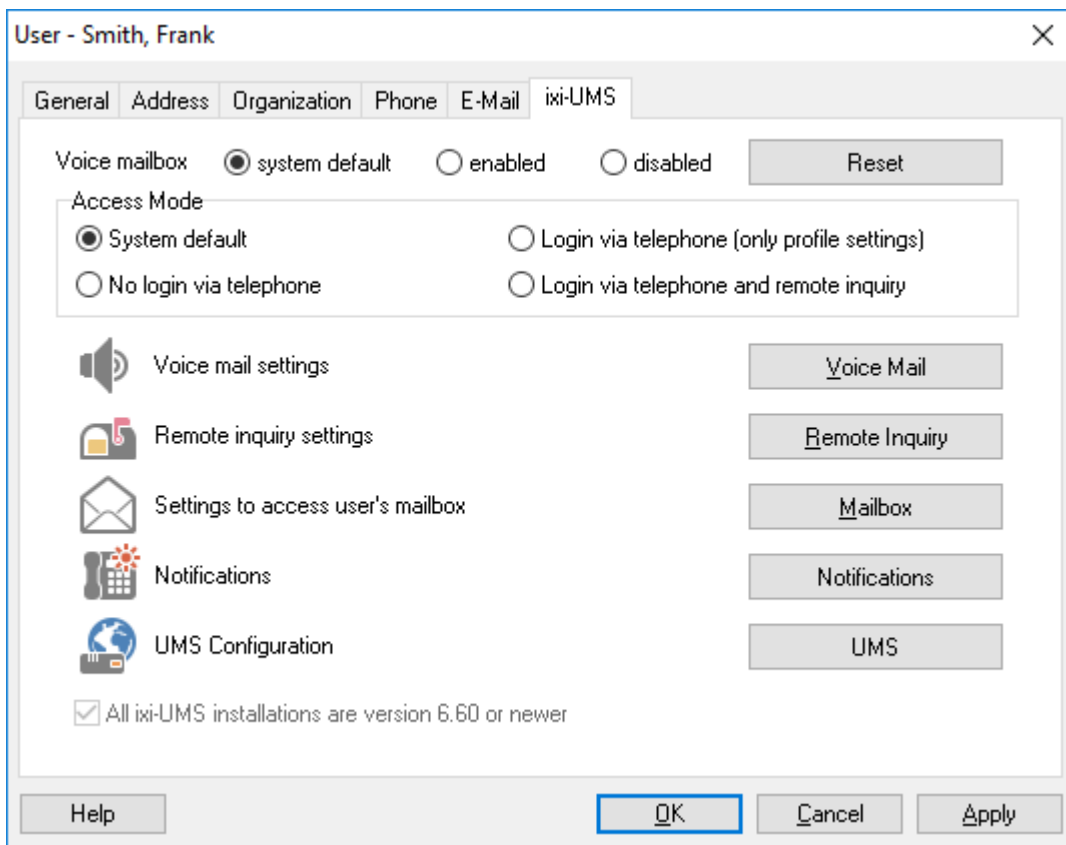 User - Smith, Frank
General Address Organization Phone E-Mail ixi-UMS
Voice mailbox system default enabled disabled Reset
Access Mode
System default Login via telephone (only profile settings)
No login via telephone Login via telephone and remote inquiry
Voice mail settings Voice Mail
Remote inquiry settings Remote Inquiry
Settings to access user's mailbox Mailbox
Notifications Notifications
UMS Configuration UMS
All ixi-UMS installations are version 6.60 or newer
Help OK Cancel Apply